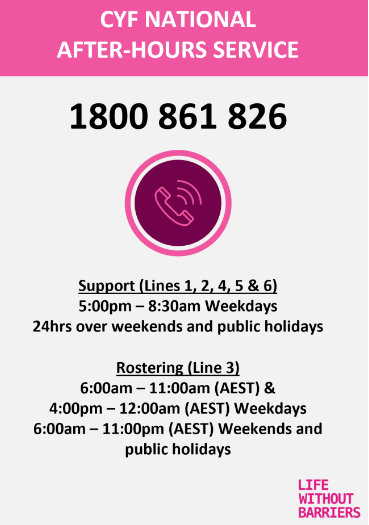 CYF NATIONAL
AFTER-HOURS SERVICE
1800 861 826
Support (Lines 1, 2, 4, 5 & 6)
5:00pm – 8:30am Weekdays
24hrs over weekends and public holidays
Rostering (Line 3)
6:00am – 11:00am (AEST) &
4:00pm – 12:00am (AEST) Weekdays
6:00am – 11:00pm (AEST) Weekends and
public holidays
LIFE
WITHOUT
BARRIERS